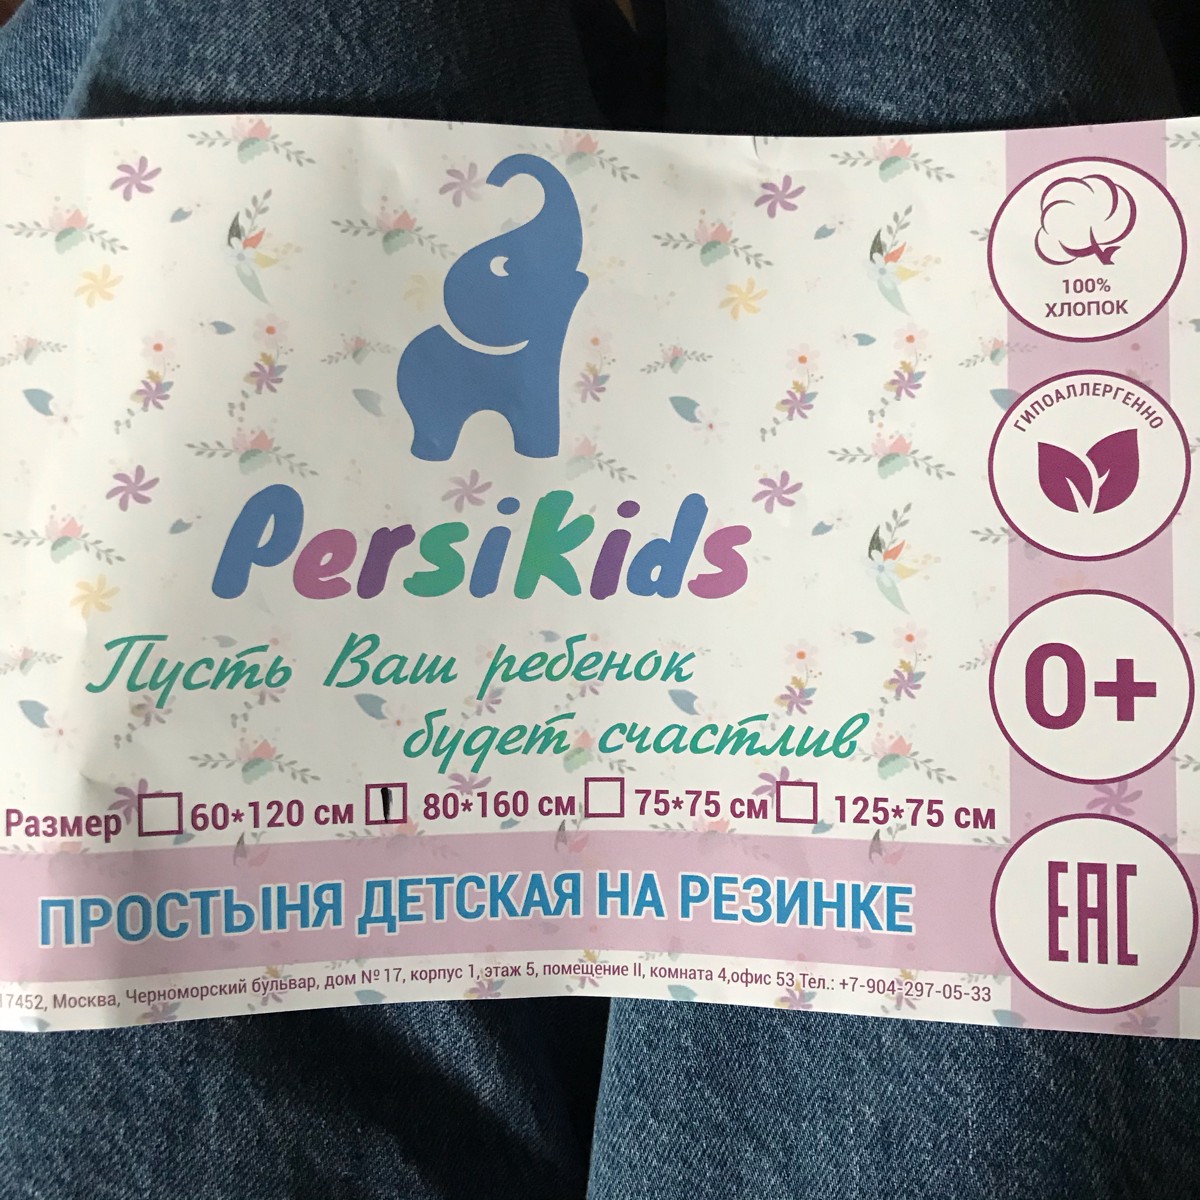 100%
ХЛОПОК
ГИПОАЛЛЕРГЕННО
PersiKids
Пусть Ваш ребенок
будет счастлив
0+
Размер 60*120 см 80*160 см 75*75 см 125*75 см
ПРОСТЫНЯ ДЕТСКАЯ НА РЕЗИНКЕ
EAC
17452, Москва, Черноморский бульвар, дом №17, корпус 1, этаж 5, помещение II, комната 4,офис 53 Тел.: +7-904-297-05-33